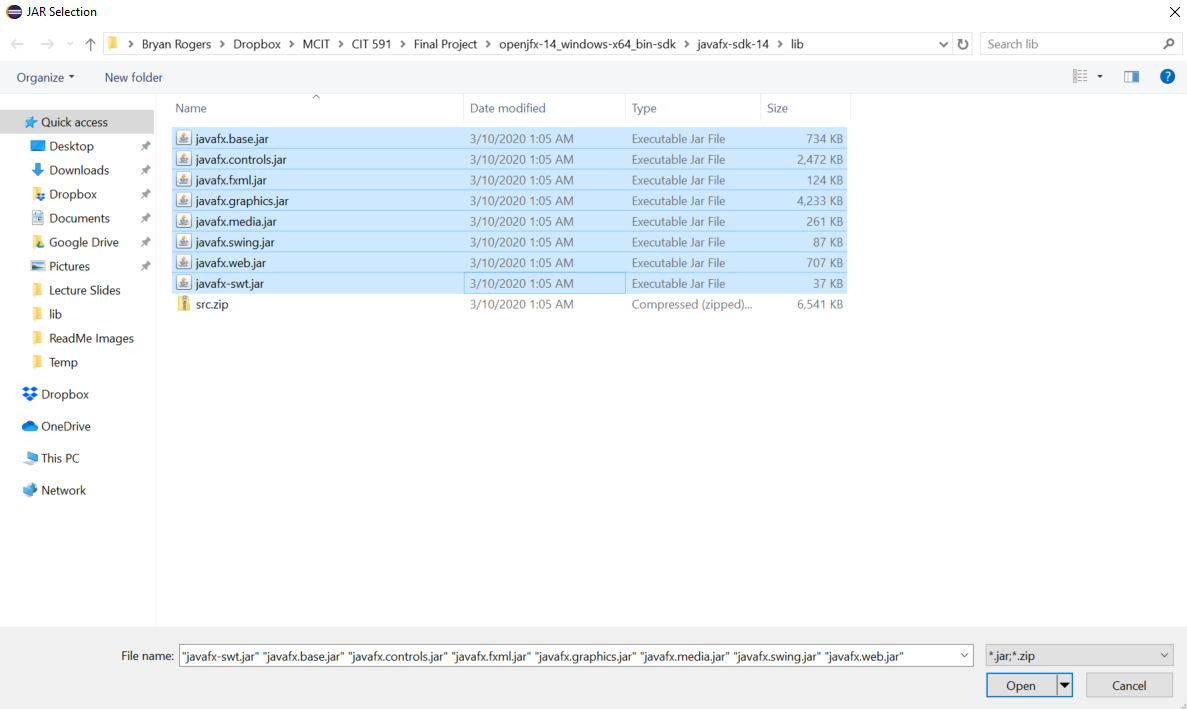 JAR Selection
Bryan Rogers > Dropbox > MCIT > CIT 591 > Final Project > openjfx-14_windows-x64_bin-sdk > javafx-sdk-14 > lib
Search lib
Organize
New folder
Name Date modified Type Size
Quick access
Desktop
Downloads
Dropbox
Documents
Google Drive
Pictures
Lecture Slides
lib
ReadMe Images
Temp
Dropbox
OneDrive
This PC
Network
javafx.base.jar 3/10/2020 1:05 AM Executable Jar File 734 KB
javafx.controls.jar 3/10/2020 1:05 AM Executable Jar File 2,472 KB
javafx.fxml.jar 3/10/2020 1:05 AM Executable Jar File 124 KB
javafx.graphics.jar 3/10/2020 1:05 AM Executable Jar File 4,233 KB
javafx.media.jar 3/10/2020 1:05 AM Executable Jar File 261 KB
javafx.swing.jar 3/10/2020 1:05 AM Executable Jar File 87 KB
javafx.web.jar 3/10/2020 1:05 AM Executable Jar File 707 KB
javafx-swt.jar 3/10/2020 1:05 AM Executable Jar File 37 KB
src.zip 3/10/2020 1:05 AM Compressed (zipped)... 6,541 KB
File name: "javafx-swt.jar" "javafx.base.jar" "javafx.controls.jar" "javafx.fxml.jar" "javafx.graphics.jar" "javafx.media.jar" "javafx.swing.jar" "javafx.web.jar"
*.jar;*.zip
Open
Cancel